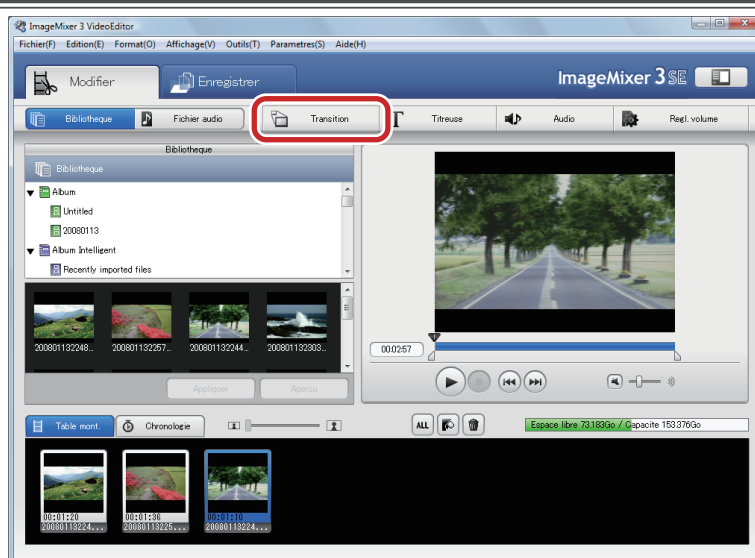 ImageMixer 3 VideoEditor
Fichier(F) Edition(E) Format(O) Affichage(V) Outils(T) Parametres(S) Aide(H)
Modifier
Enregistrer
ImageMixer 3 SE
Bibliotheque
Fichier audio
Transition
Titreuse
Audio
Regl. volume
Bibliotheque
Bibliotheque
Album
Untitled
20080113
Album Intelligent
Recently imported files
200801132248...
200801132257...
200801132244...
200801132303...
Appliquer
Apercu
00:02:57
Table mont.
Chronologie
ALL
Espace libre 73.183Go / Capacite 153.376Go
00:01:20
20080113224...
00:01:36
20080113225...
00:01:10
20080113224...